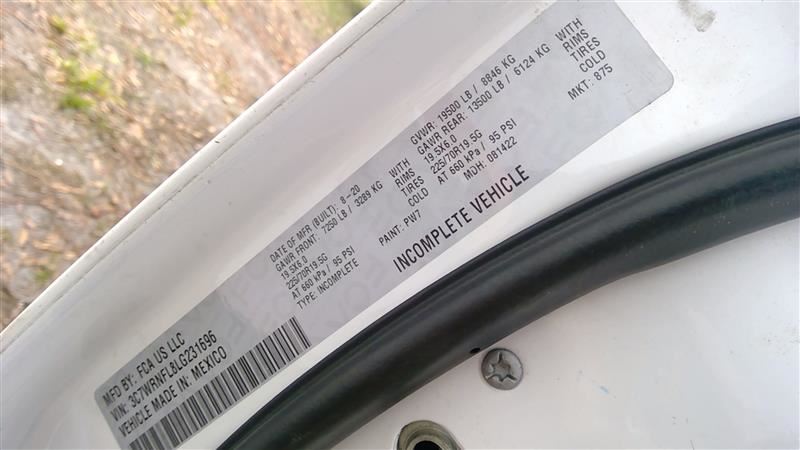 MFD BY: FCA US LLC
VIN: 3C7WRNFL8LG231696
VEHICLE MADE IN: MEXICO
DATE OF MFR (BUILT): 8-20
GAWR FRONT: 7250 LB / 3289 KG WITH
19.5X6.0 RIMS
225/70R19.5G TIRES
AT 660 kPa / 95 PSI COLD
TYPE: INCOMPLETE
PAINT: PW7
GVWR: 19500 LB / 8846 KG
GAWR REAR: 13500 LB / 6124 KG WITH
19.5X6.0 RIMS
225/70R19.5G TIRES
AT 660 kPa / 95 PSI COLD
MDH: 081422
MKT: 875
INCOMPLETE VEHICLE